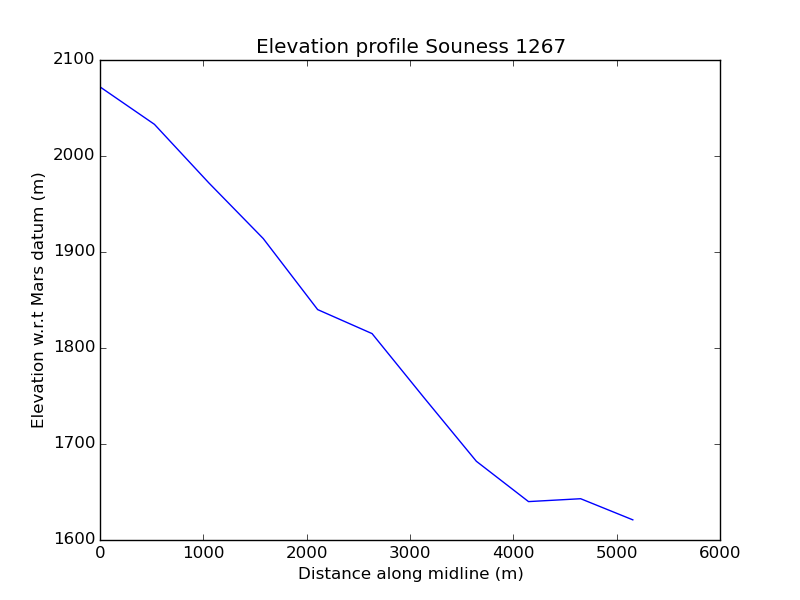 Elevation profile Souness 1267
2100
2000
1900
1800
1700
1600
Elevation w.r.t Mars datum (m)
0 1000 2000 3000 4000 5000 6000
Distance along midline (m)